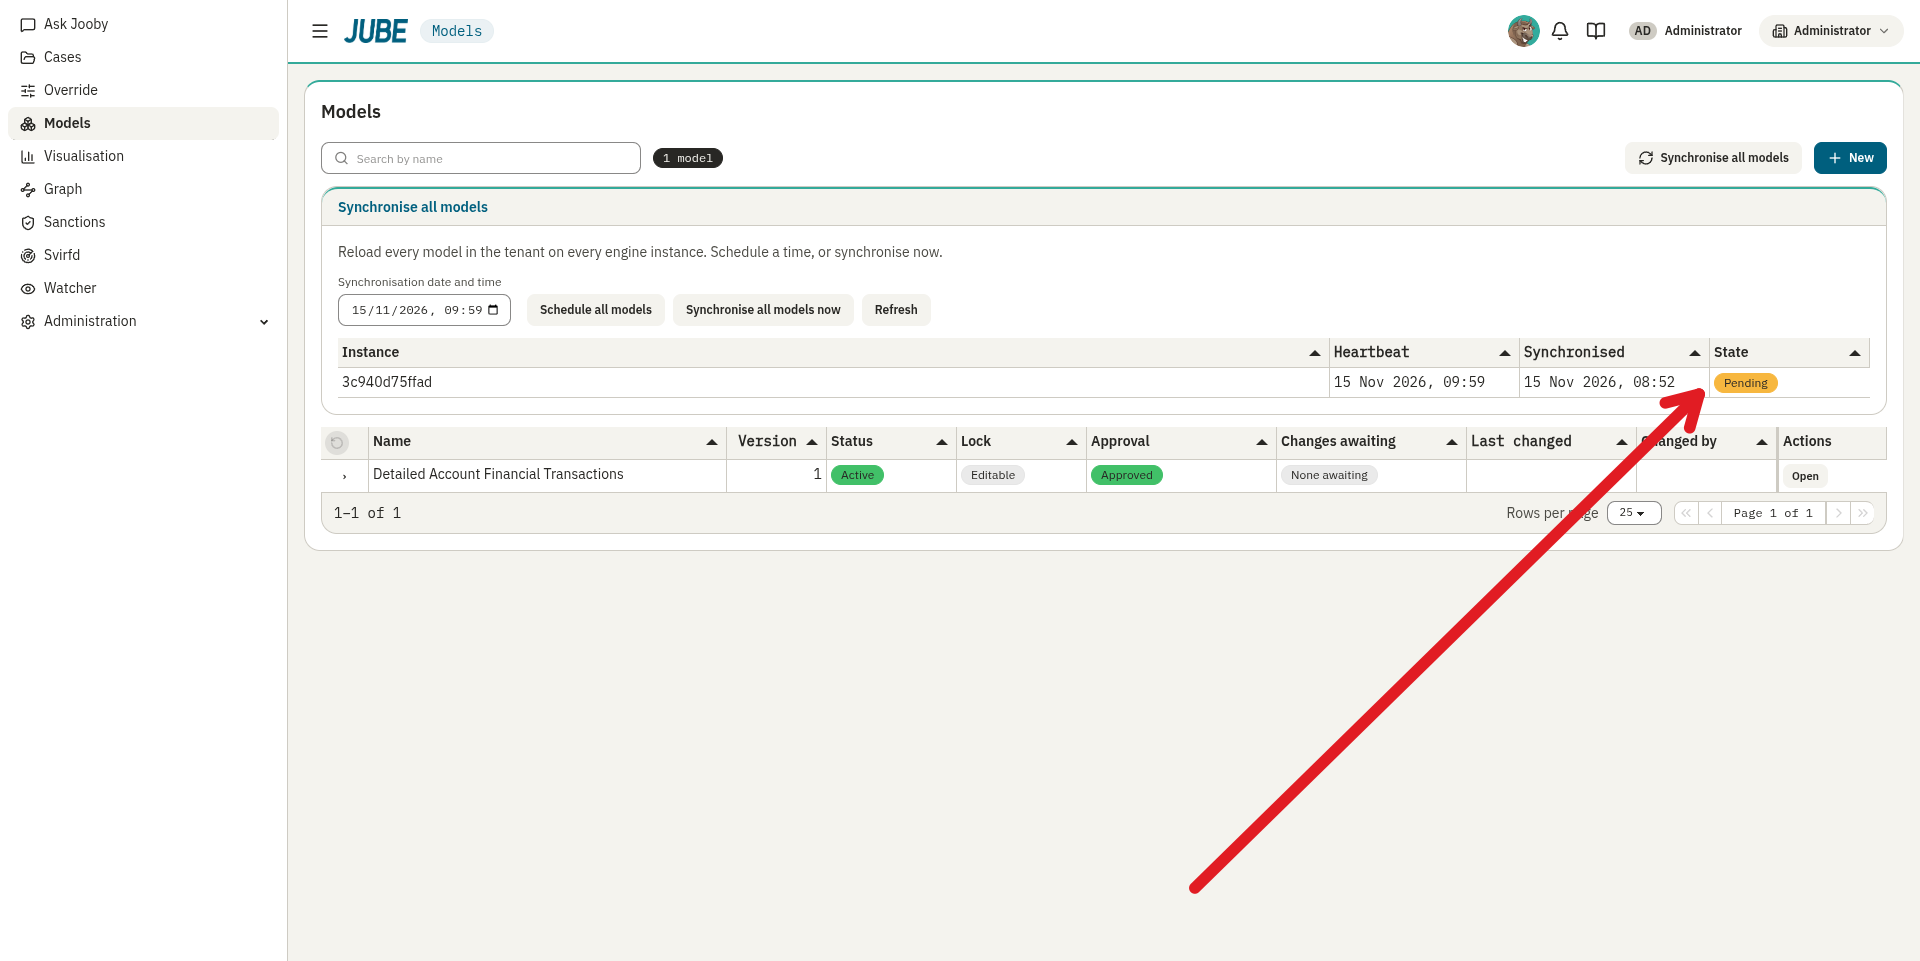 Ask Jooby
Cases
Override
Models
Visualisation
Graph
Sanctions
Svirfd
Watcher
Administration
JUBE Models
AD Administrator Administrator
Models
Search by name 1 model Synchronise all models New
Synchronise all models
Reload every model in the tenant on every engine instance. Schedule a time, or synchronise now.
Synchronisation date and time
15/11/2026, 09:59 Schedule all models Synchronise all models now Refresh
Instance Heartbeat Synchronised State
3c940d75ffad 15 Nov 2026, 09:59 15 Nov 2026, 08:52 Pending
Name Version Status Lock Approval Changes awaiting Last changed by Actions
Detailed Account Financial Transactions 1 Active Editable Approved None awaiting Open
1–1 of 1 Rows per 25 Page 1 of 1